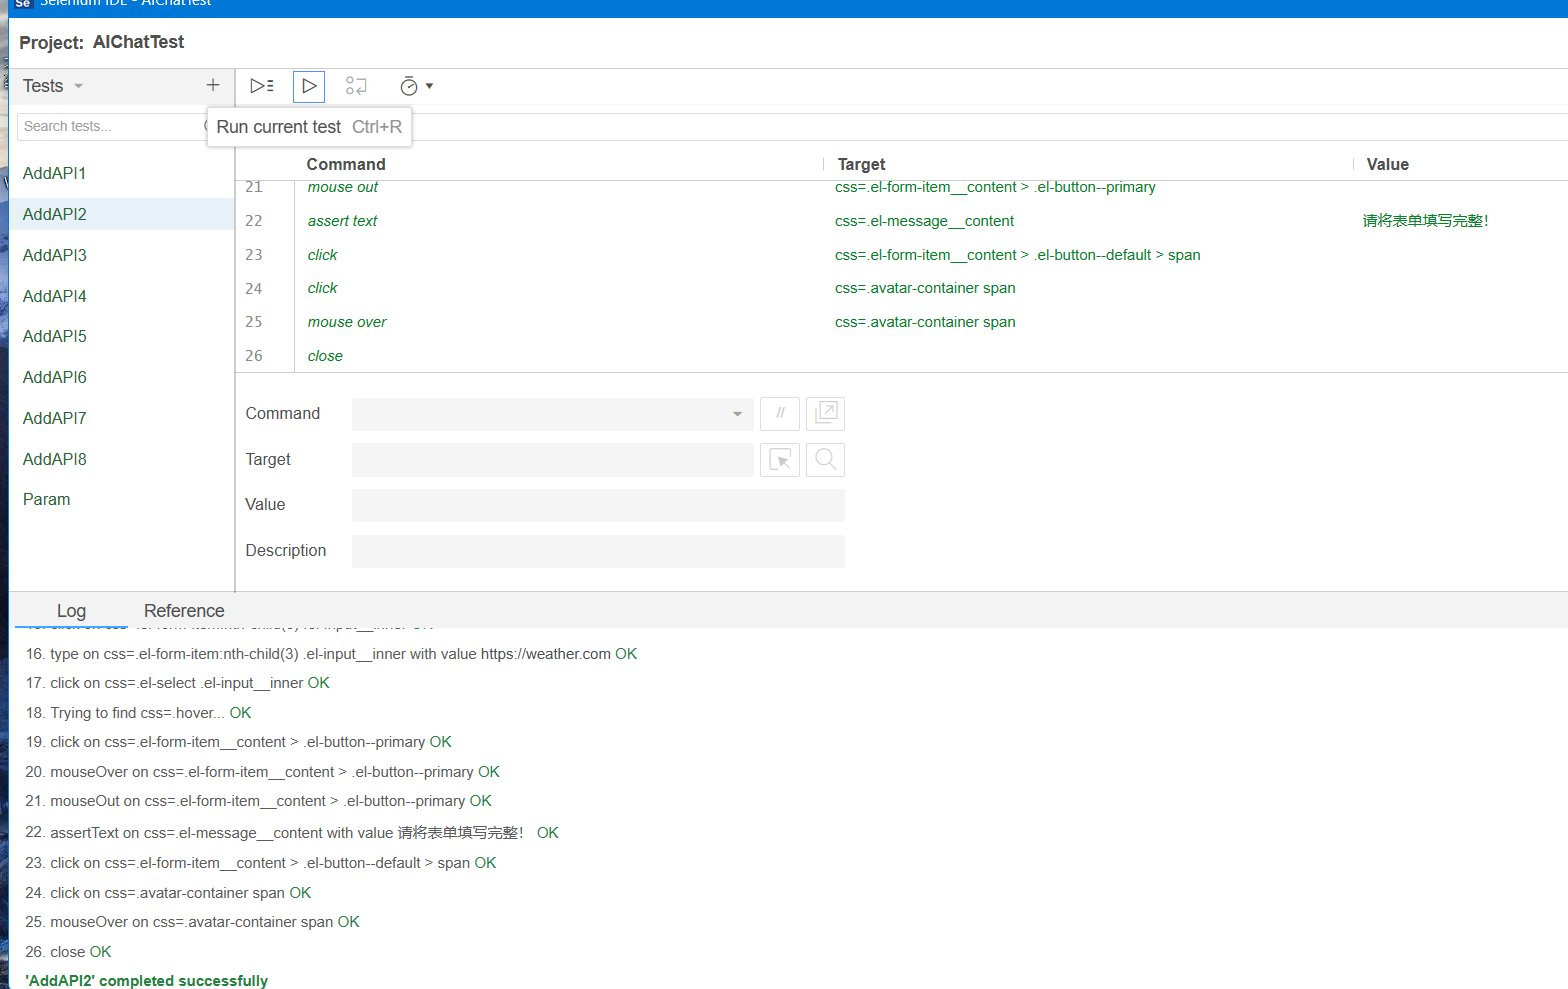 Selenium IDE - AIChatTest
Project: AIChatTest
Tests
Search tests...
Run current test Ctrl+R
Command Target Value
AddAPI1
AddAPI2
AddAPI3
AddAPI4
AddAPI5
AddAPI6
AddAPI7
AddAPI8
Param
21 mouse out css=.el-form-item__content > .el-button--primary
22 assert text css=.el-message__content 请将表单填写完整！
23 click css=.el-form-item__content > .el-button--default > span
24 click css=.avatar-container span
25 mouse over css=.avatar-container span
26 close
Command //
Target
Value
Description
Log Reference
16. type on css=.el-form-item:nth-child(3) .el-input__inner with value https://weather.com OK
17. click on css=.el-select .el-input__inner OK
18. Trying to find css=.hover... OK
19. click on css=.el-form-item__content > .el-button--primary OK
20. mouseOver on css=.el-form-item__content > .el-button--primary OK
21. mouseOut on css=.el-form-item__content > .el-button--primary OK
22. assertText on css=.el-message__content with value 请将表单填写完整！ OK
23. click on css=.el-form-item__content > .el-button--default > span OK
24. click on css=.avatar-container span OK
25. mouseOver on css=.avatar-container span OK
26. close OK
'AddAPI2' completed successfully